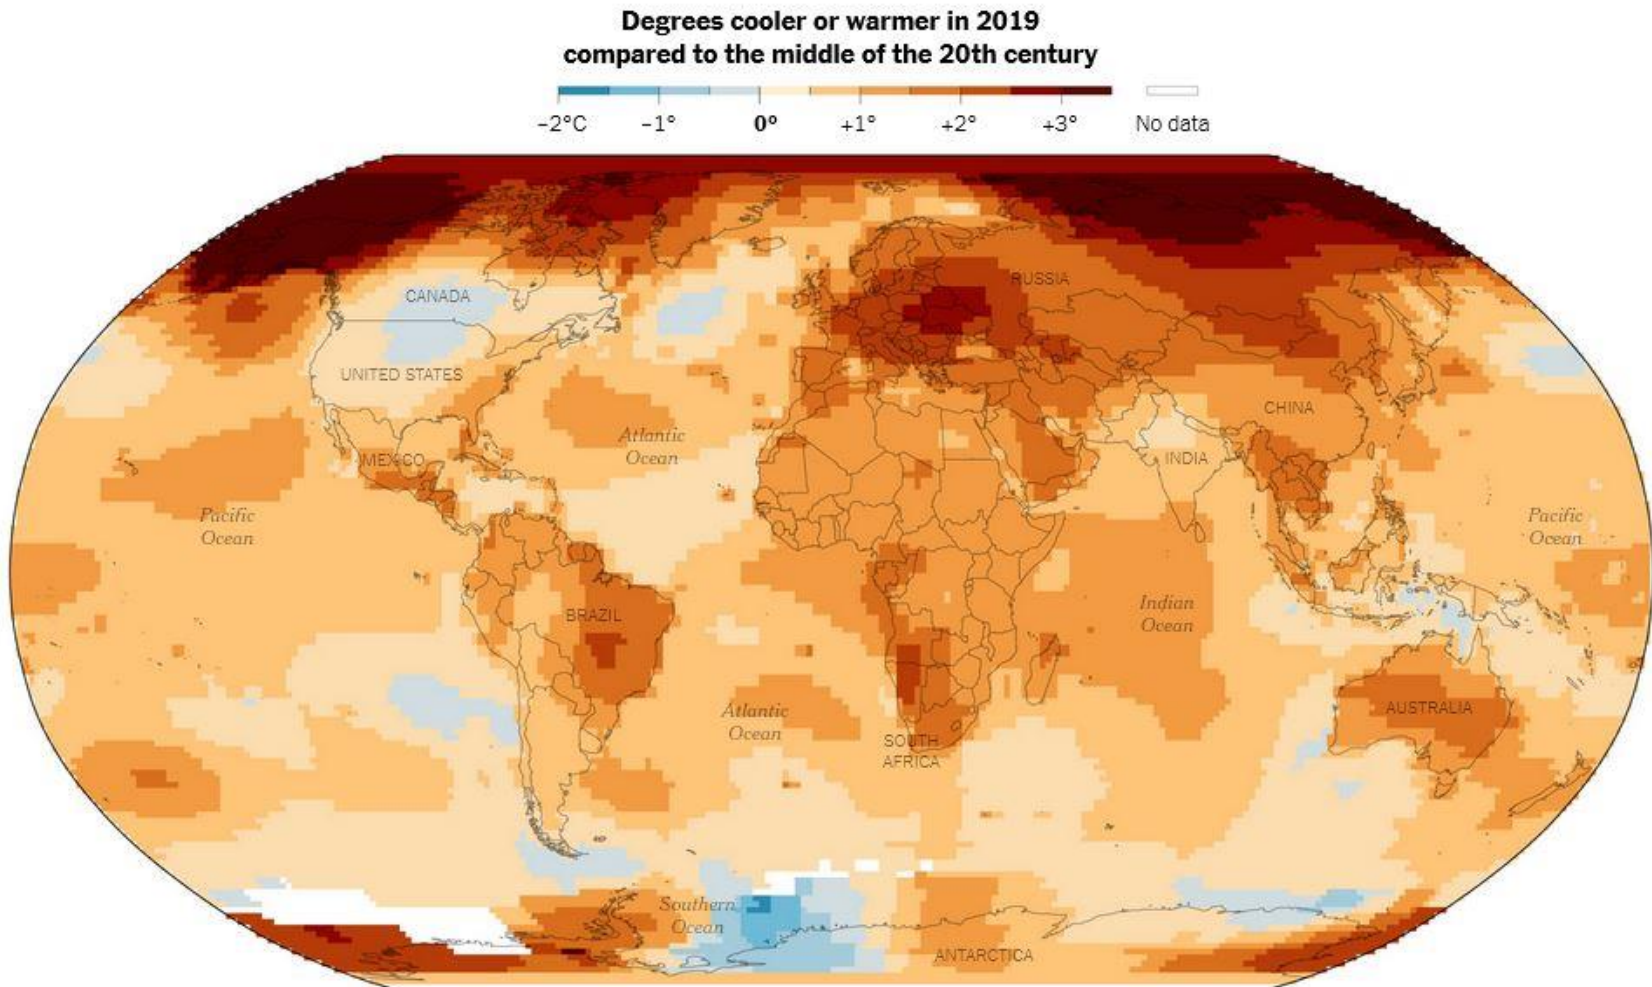 Degrees cooler or warmer in 2019
compared to the middle of the 20th century
−2°C −1° 0° +1° +2° +3° No data
RUSSIA
CANADA
UNITED STATES
CHINA
Atlantic
Ocean
MEXICO
INDIA
Pacific
Ocean
Pacific
Ocean
BRAZIL
Indian
Ocean
AUSTRALIA
Atlantic
Ocean
SOUTH
AFRICA
Southern
Ocean
ANTARCTICA